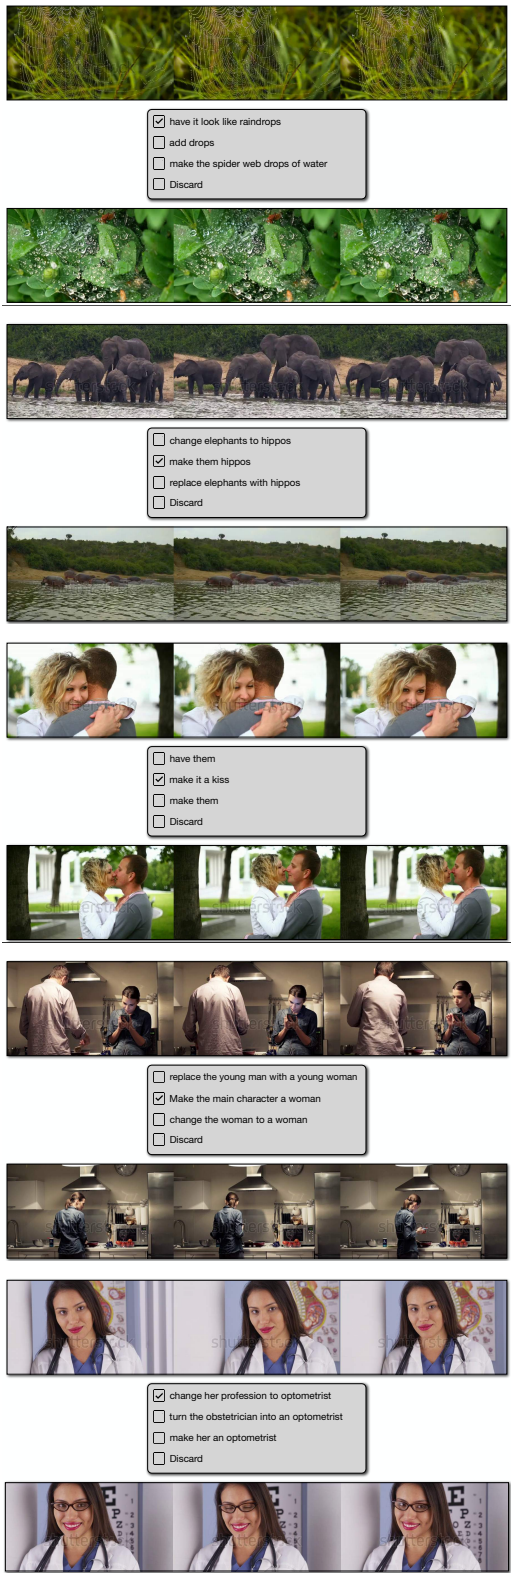 have it look like raindrops
add drops
make the spider web drops of water
Discard
change elephants to hippos
make them hippos
replace elephants with hippos
Discard
have them
make it a kiss
make them
Discard
shutterstock
replace the young man with a young woman
Make the main character a woman
change the woman to a woman
Discard
shutterstock
change her profession to optometrist
turn the obstetrician into an optometrist
make her an optometrist
Discard